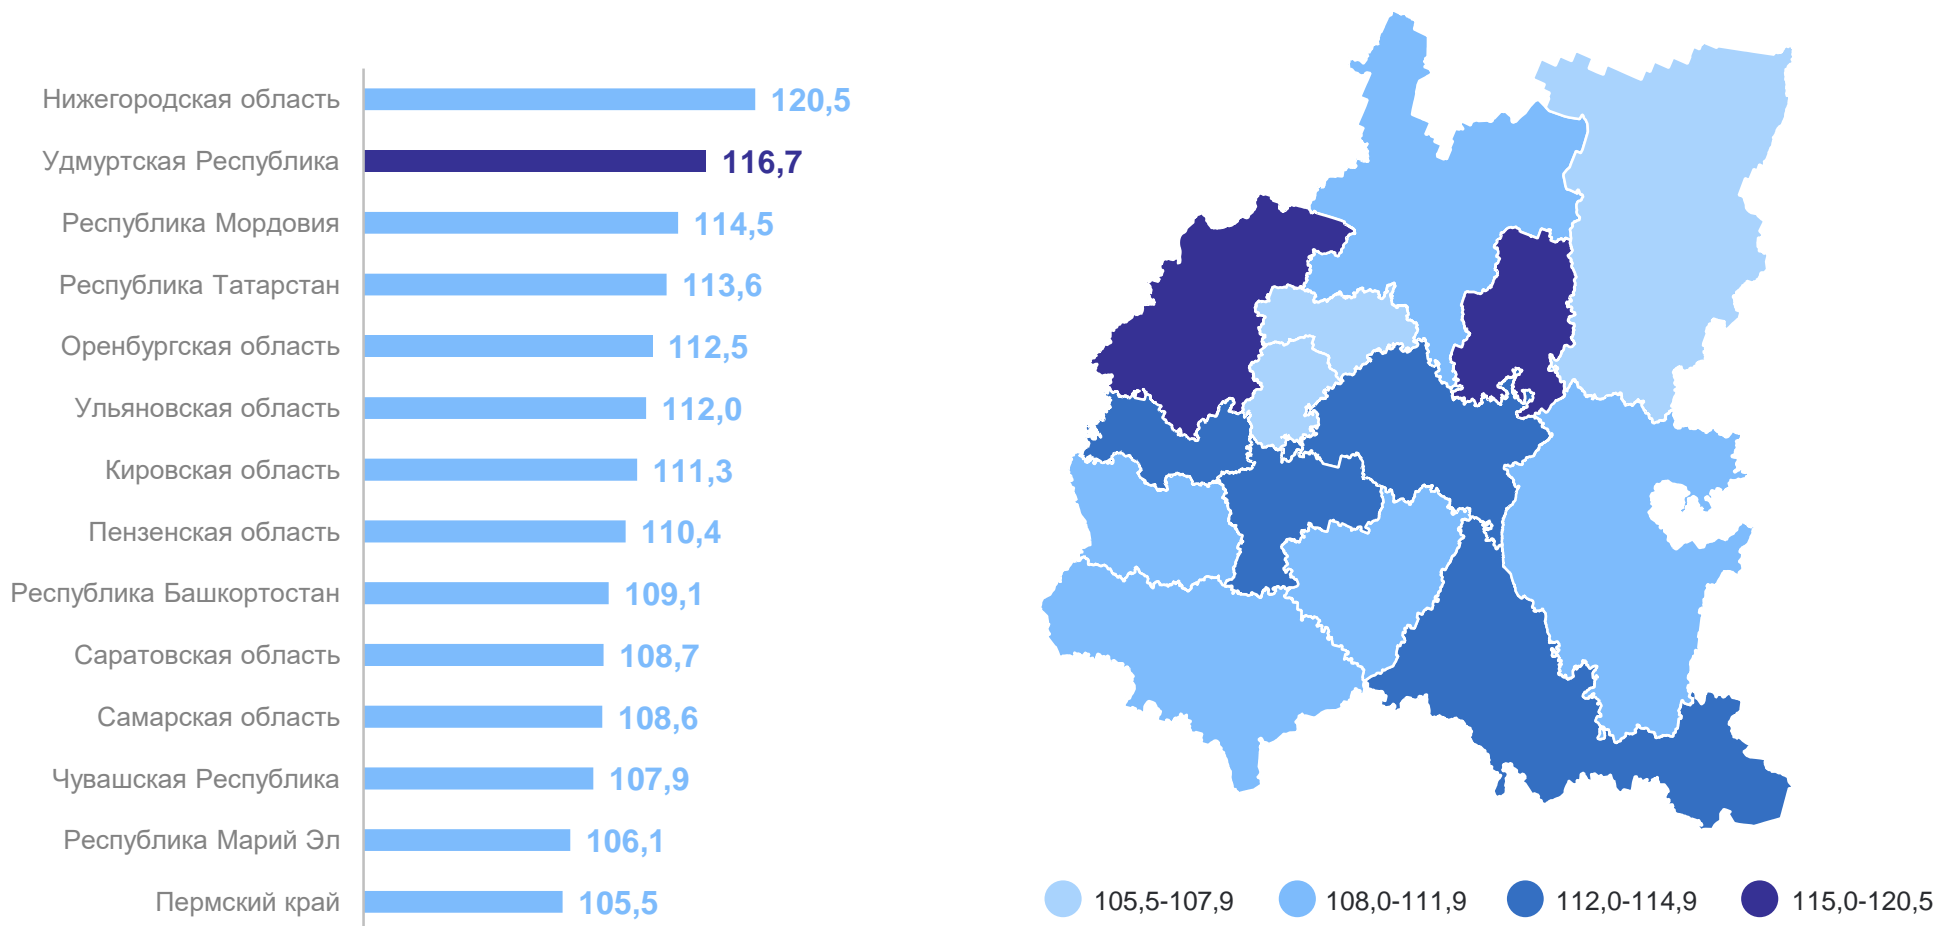 Нижегородская область 120,5
Удмуртская Республика 116,7
Республика Мордовия 114,5
Республика Татарстан 113,6
Оренбургская область 112,5
Ульяновская область 112,0
Кировская область 111,3
Пензенская область 110,4
Республика Башкортостан 109,1
Саратовская область 108,7
Самарская область 108,6
Чувашская Республика 107,9
Республика Марий Эл 106,1
Пермский край 105,5
105,5-107,9 108,0-111,9 112,0-114,9 115,0-120,5